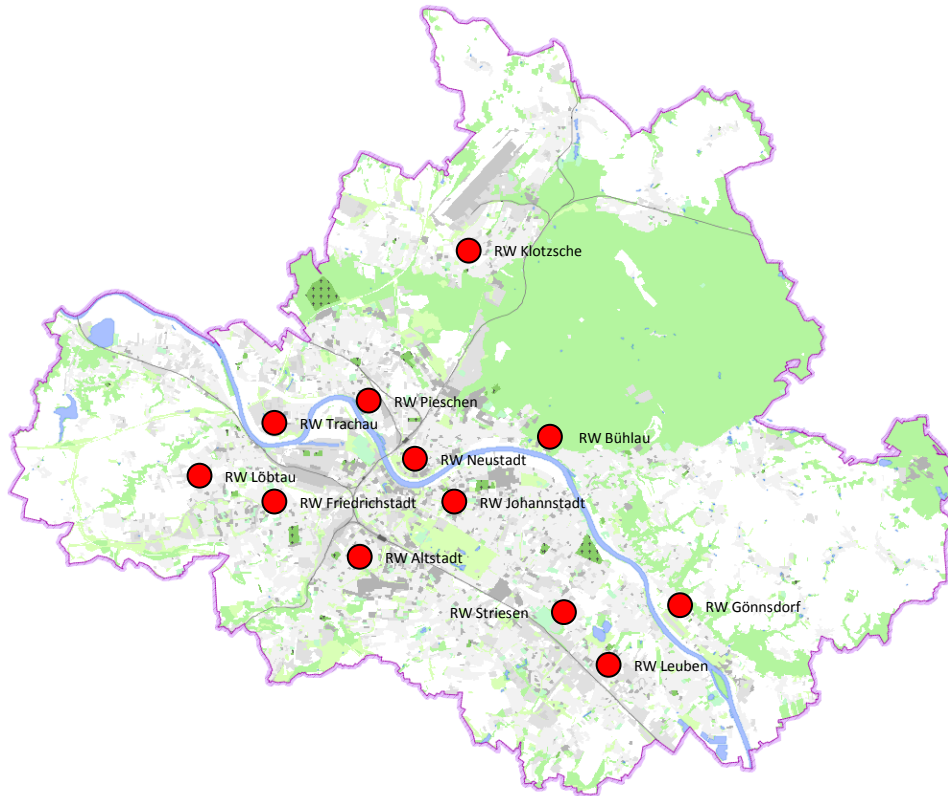 RW Klotzsche
RW Pieschen
RW Trachau
RW Bühlau
RW Neustadt
RW Löbtau
RW Friedrichstadt
RW Johannstadt
RW Altstadt
RW Gönnsdorf
RW Striesen
RW Leuben